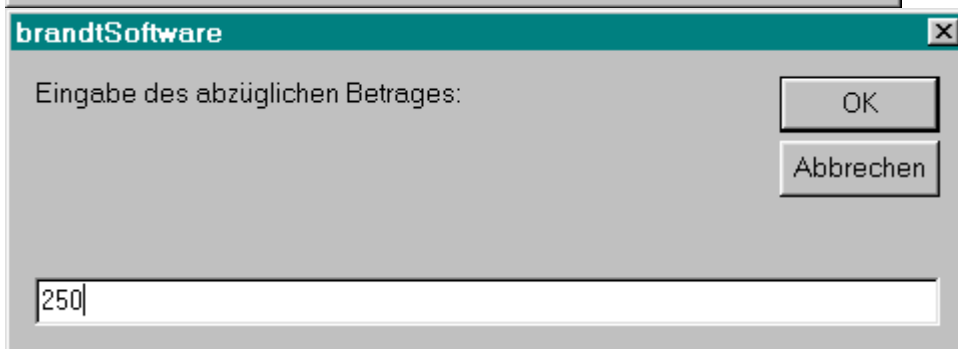 brandtSoftware
Eingabe des abzüglichen Betrages:
OK
Abbrechen
250